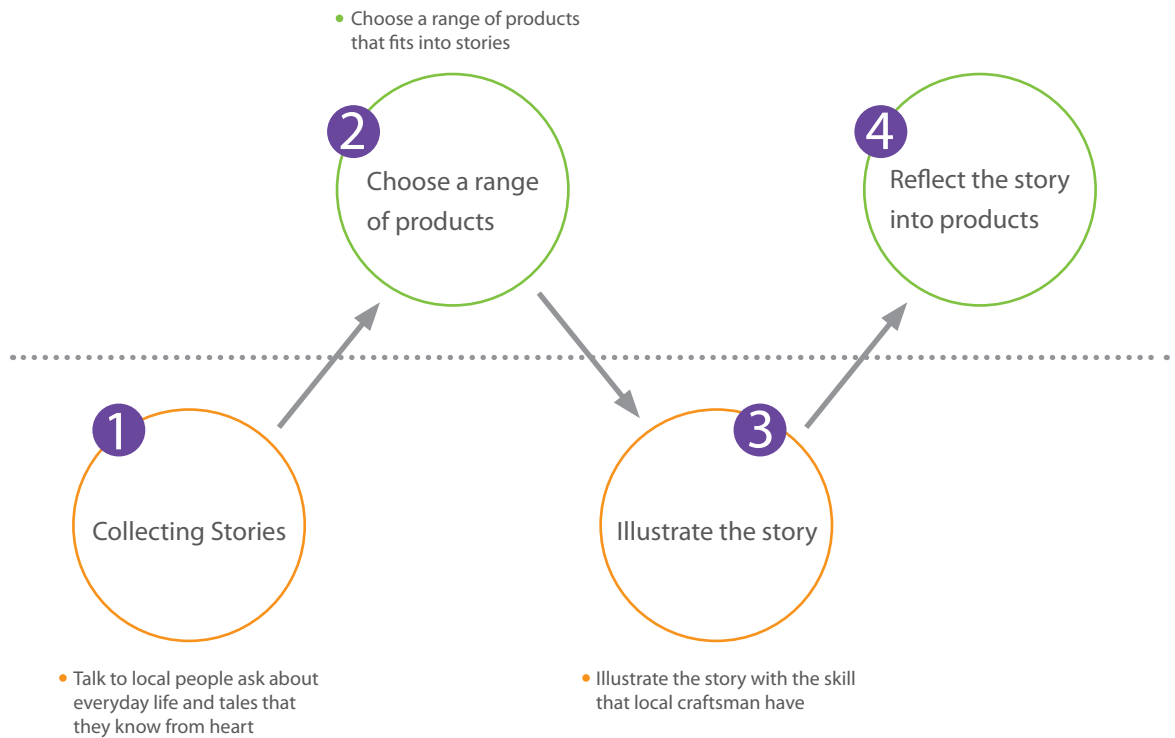 • Choose a range of products
that fits into stories
2
Choose a range
of products
4
Reflect the story
into products
1
Collecting Stories
• Talk to local people ask about
everyday life and tales that
they know from heart
3
Illustrate the story
• Illustrate the story with the skill
that local craftsman have